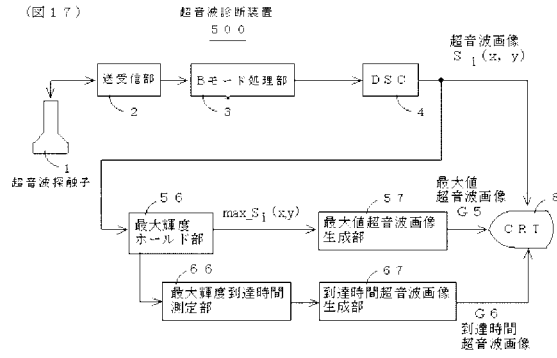 (図17)
超音波診断装置
500
超音波画像
Si(x, y)
送受信部
Bモード処理部
DSC
2
3
4
1
超音波探触子
56
57
最大値
超音波画像
G5
8
最大輝度
ホールド部
max_Si(x,y)
最大値超音波画像
生成部
CRT
66
67
最大輝度到達時間
測定部
到達時間超音波画像
生成部
G6
到達時間
超音波画像